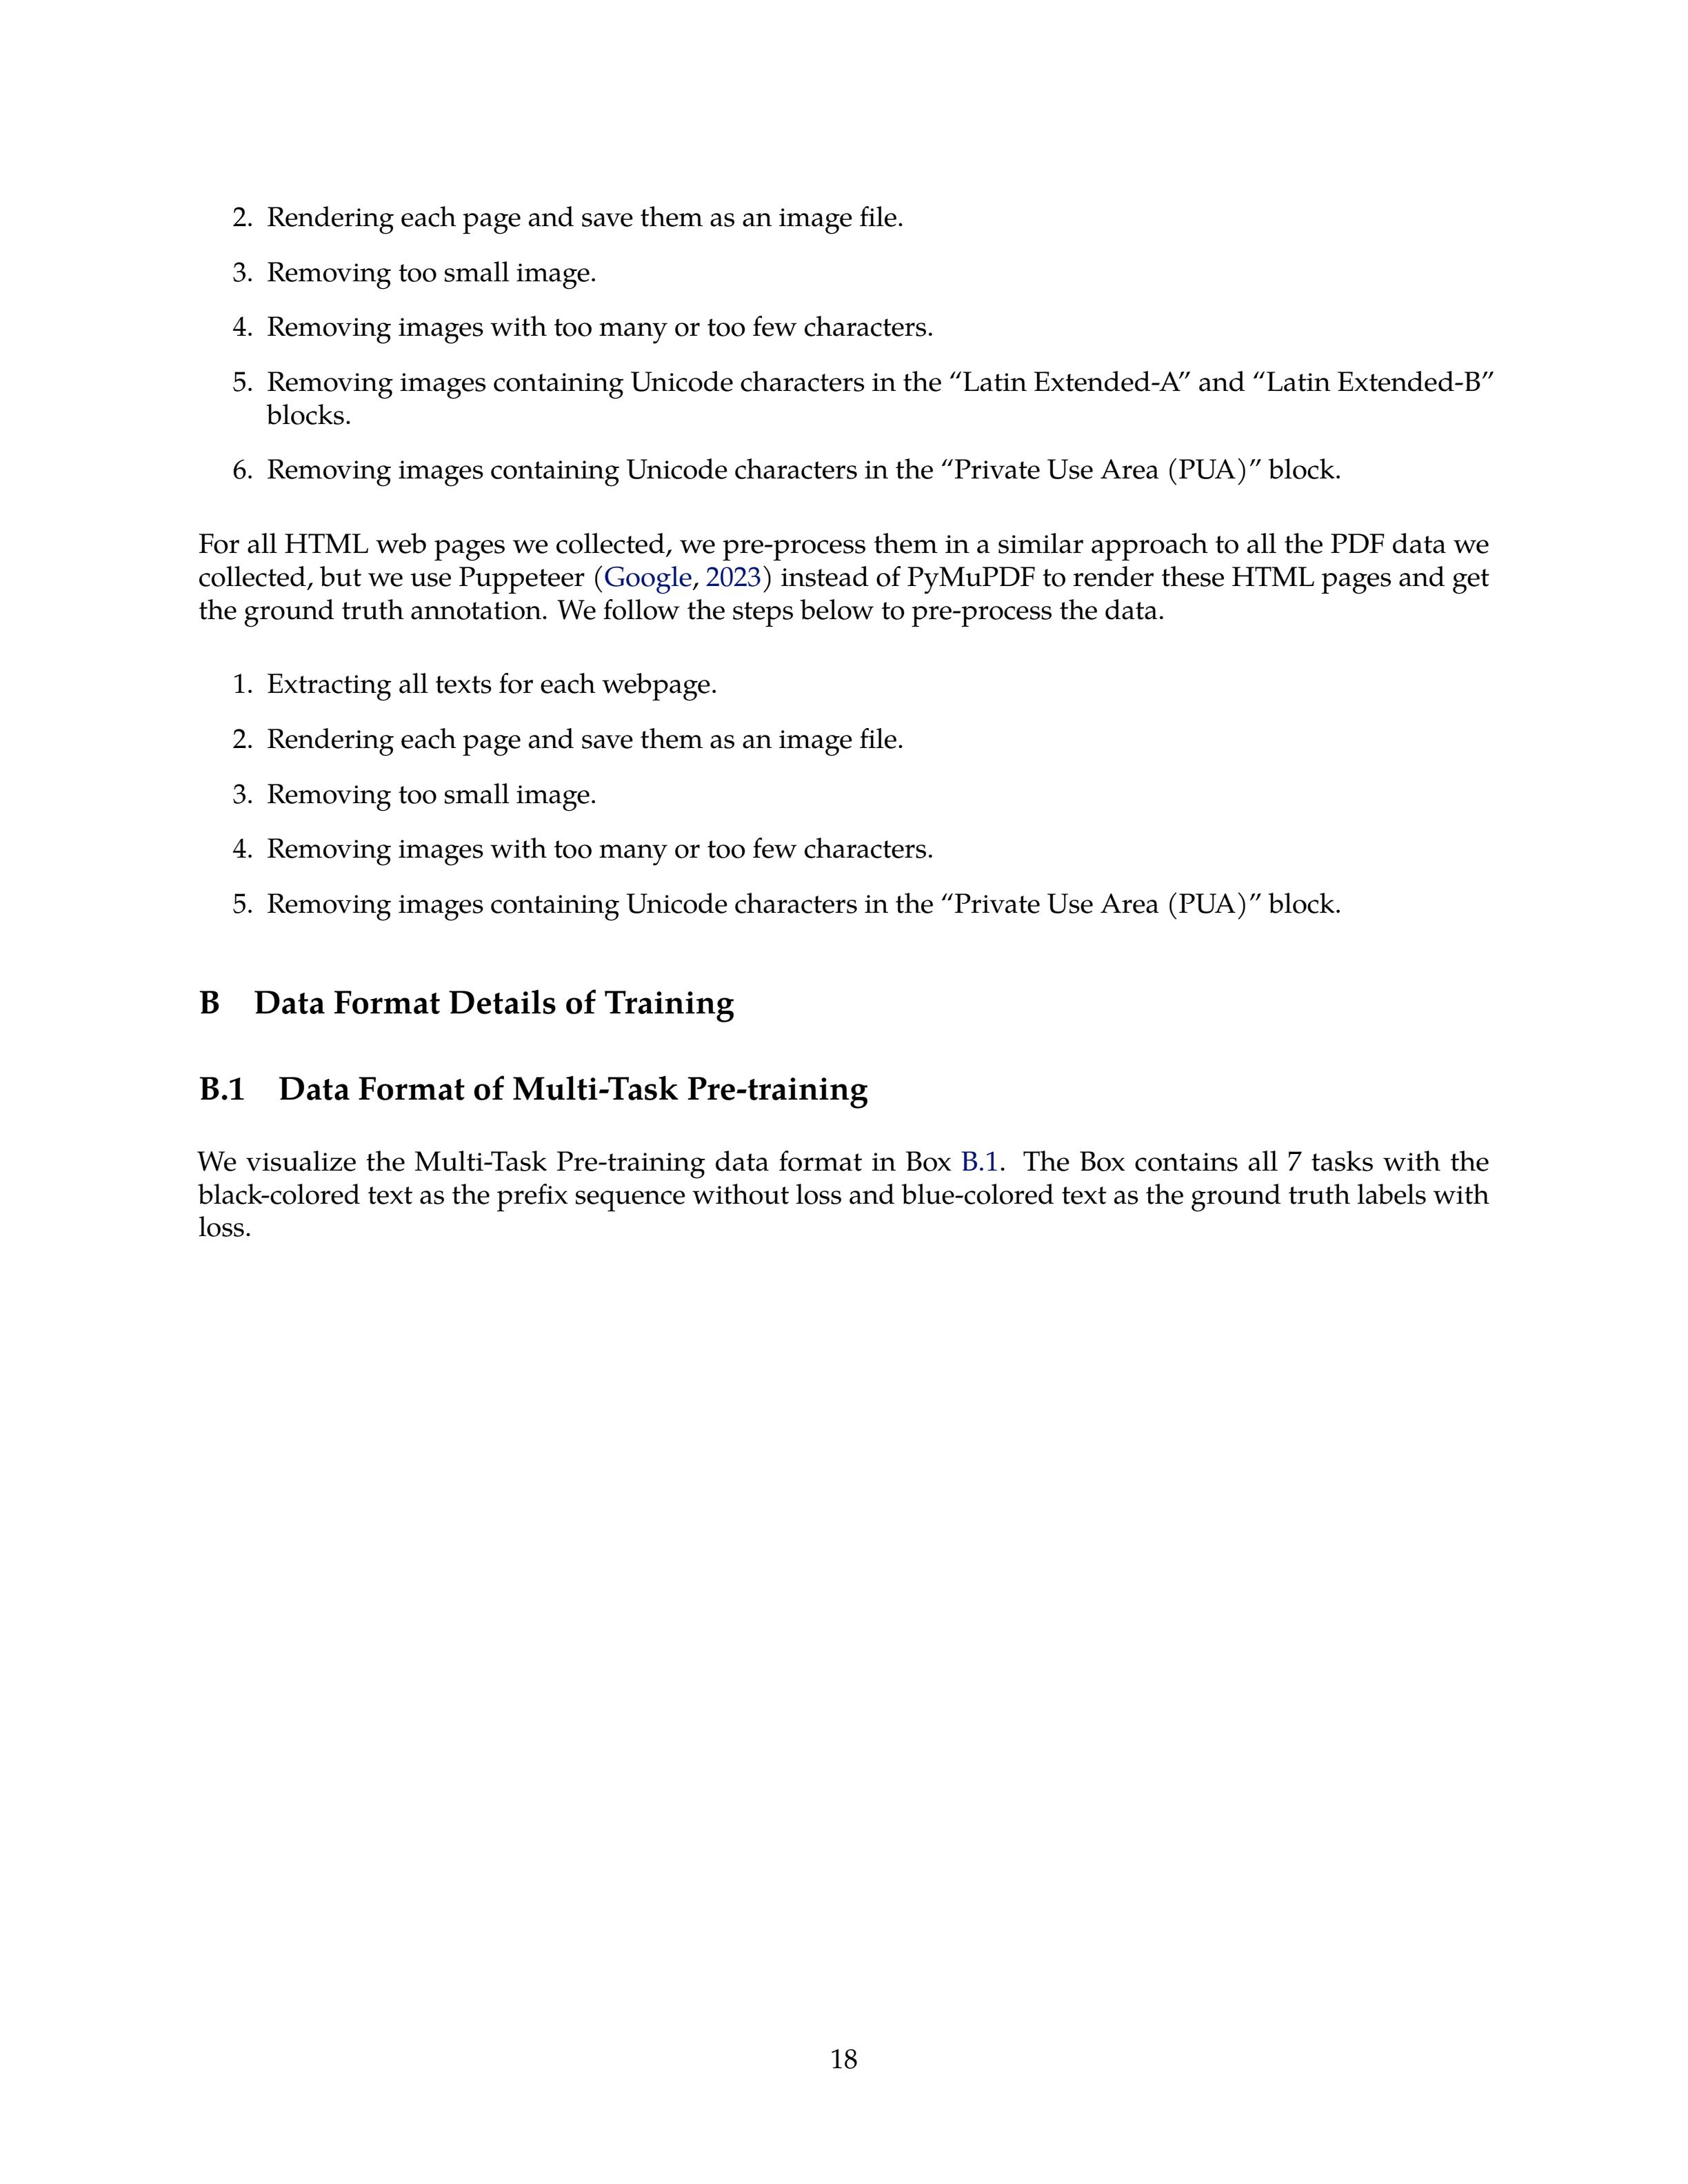 2. Rendering each page and save them as an image file.
3. Removing too small image.
4. Removing images with too many or too few characters.
5. Removing images containing Unicode characters in the “Latin Extended-A” and “Latin Extended-B”
blocks.
6. Removing images containing Unicode characters in the “Private Use Area (PUA)” block.
For all HTML web pages we collected, we pre-process them in a similar approach to all the PDF data we
collected, but we use Puppeteer (Google, 2023) instead of PyMuPDF to render these HTML pages and get
the ground truth annotation. We follow the steps below to pre-process the data.
1. Extracting all texts for each webpage.
2. Rendering each page and save them as an image file.
3. Removing too small image.
4. Removing images with too many or too few characters.
5. Removing images containing Unicode characters in the “Private Use Area (PUA)” block.
B Data Format Details of Training
B.1 Data Format of Multi-Task Pre-training
We visualize the Multi-Task Pre-training data format in Box B.1. The Box contains all 7 tasks with the
black-colored text as the prefix sequence without loss and blue-colored text as the ground truth labels with
loss.
18